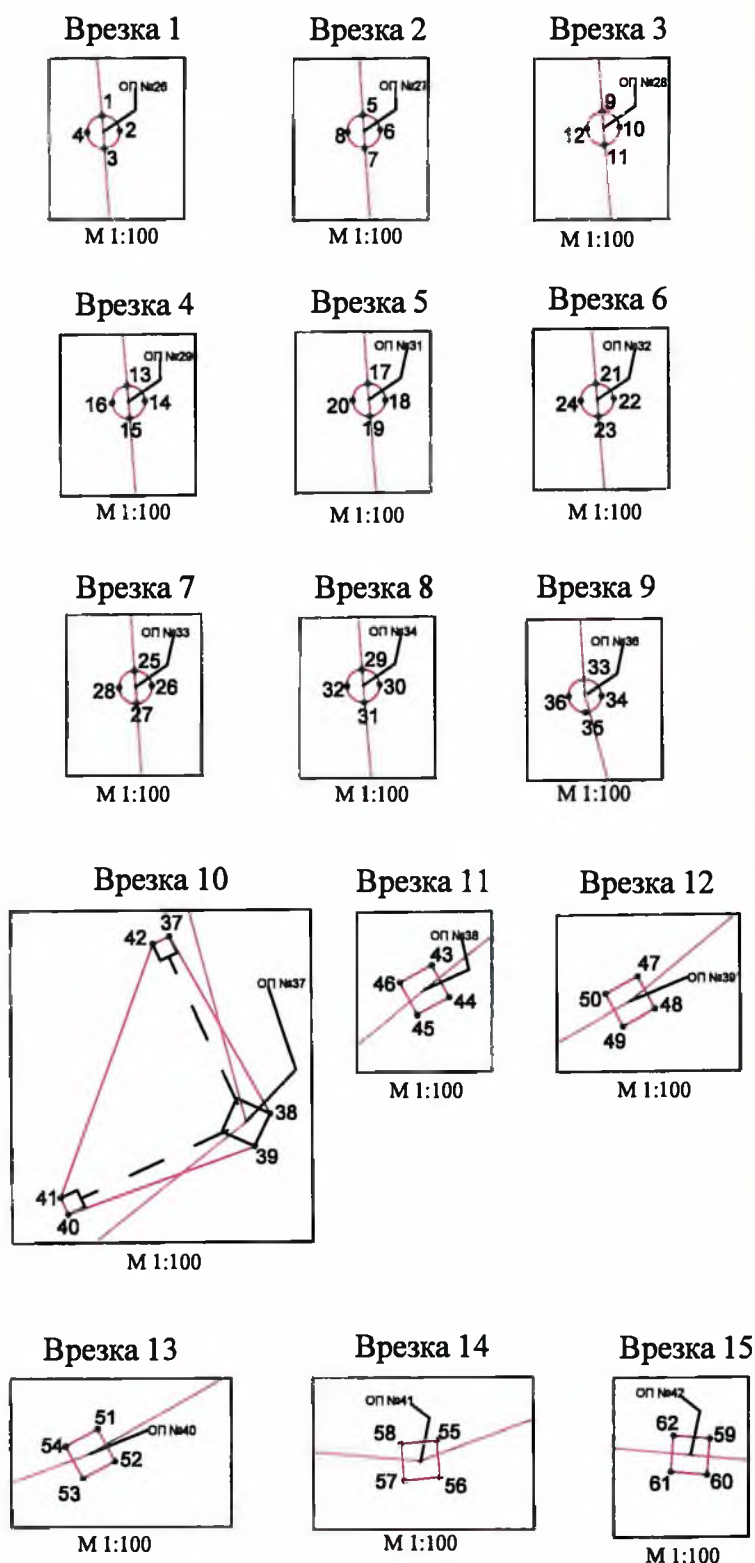 Врезка 1
ОП №26
1
4
2
3
М 1:100
Врезка 2
ОП №27
5
8
6
7
М 1:100
Врезка 3
ОП №28
9
12
10
11
М 1:100
Врезка 4
ОП №29
13
16
14
15
М 1:100
Врезка 5
ОП №31
17
20
18
19
М 1:100
Врезка 6
ОП №32
21
24
22
23
М 1:100
Врезка 7
ОП №33
25
28
26
27
М 1:100
Врезка 8
ОП №34
29
32
30
31
М 1:100
Врезка 9
ОП №36
33
36
34
35
М 1:100
Врезка 10
42
37
ОП №37
38
39
41
40
М 1:100
Врезка 11
ОП №38
43
46
44
45
М 1:100
Врезка 12
47
ОП №39
50
48
49
М 1:100
Врезка 13
51
ОП №40
54
52
53
М 1:100
Врезка 14
ОП №41
58
55
57
56
М 1:100
Врезка 15
ОП №42
62
59
61
60
М 1:100